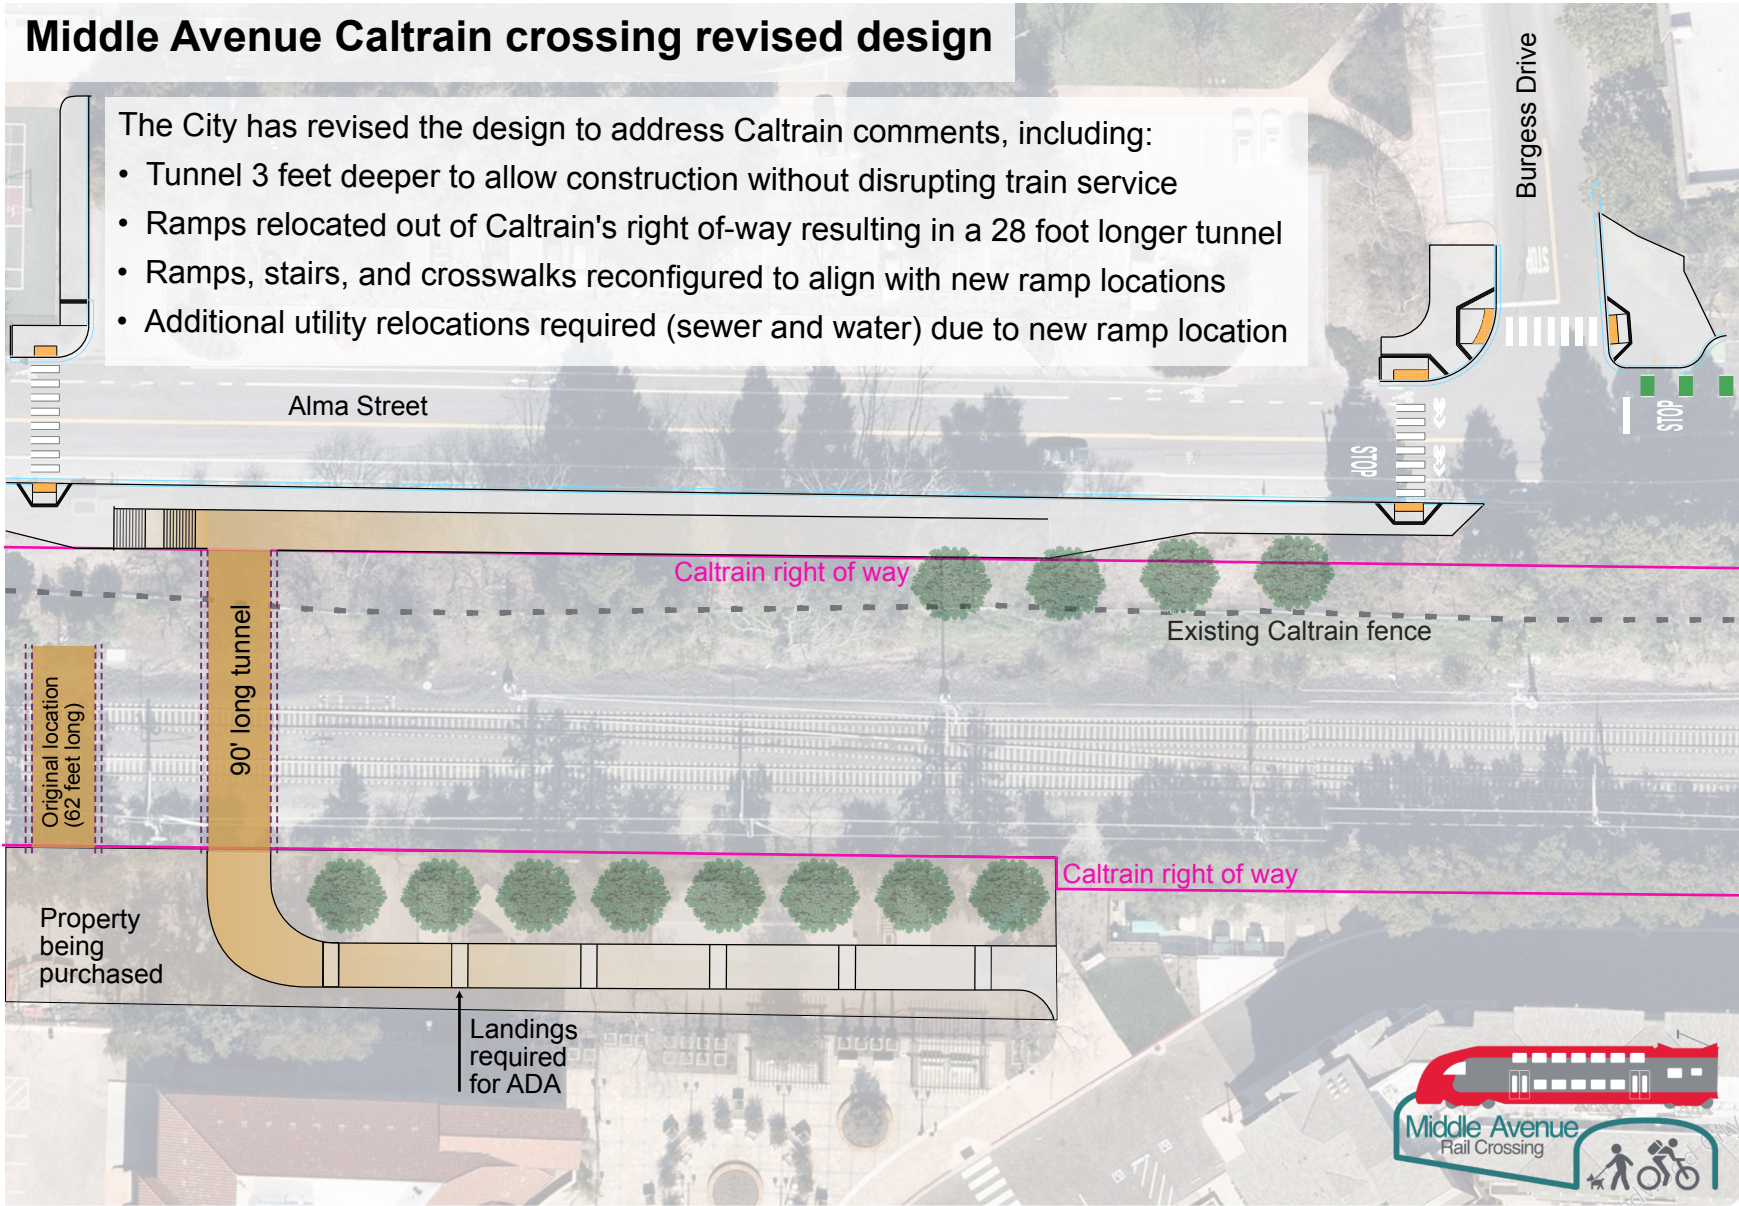 Middle Avenue Caltrain crossing revised design
The City has revised the design to address Caltrain comments, including:
• Tunnel 3 feet deeper to allow construction without disrupting train service
• Ramps relocated out of Caltrain's right of-way resulting in a 28 foot longer tunnel
• Ramps, stairs, and crosswalks reconfigured to align with new ramp locations
• Additional utility relocations required (sewer and water) due to new ramp location
Burgess Drive
STOP
Alma Street
STOP
STOP
Caltrain right of way
Existing Caltrain fence
90' long tunnel
Original location
(62 feet long)
Caltrain right of way
Property
being
purchased
Landings
required
for ADA
Middle Avenue
Rail Crossing